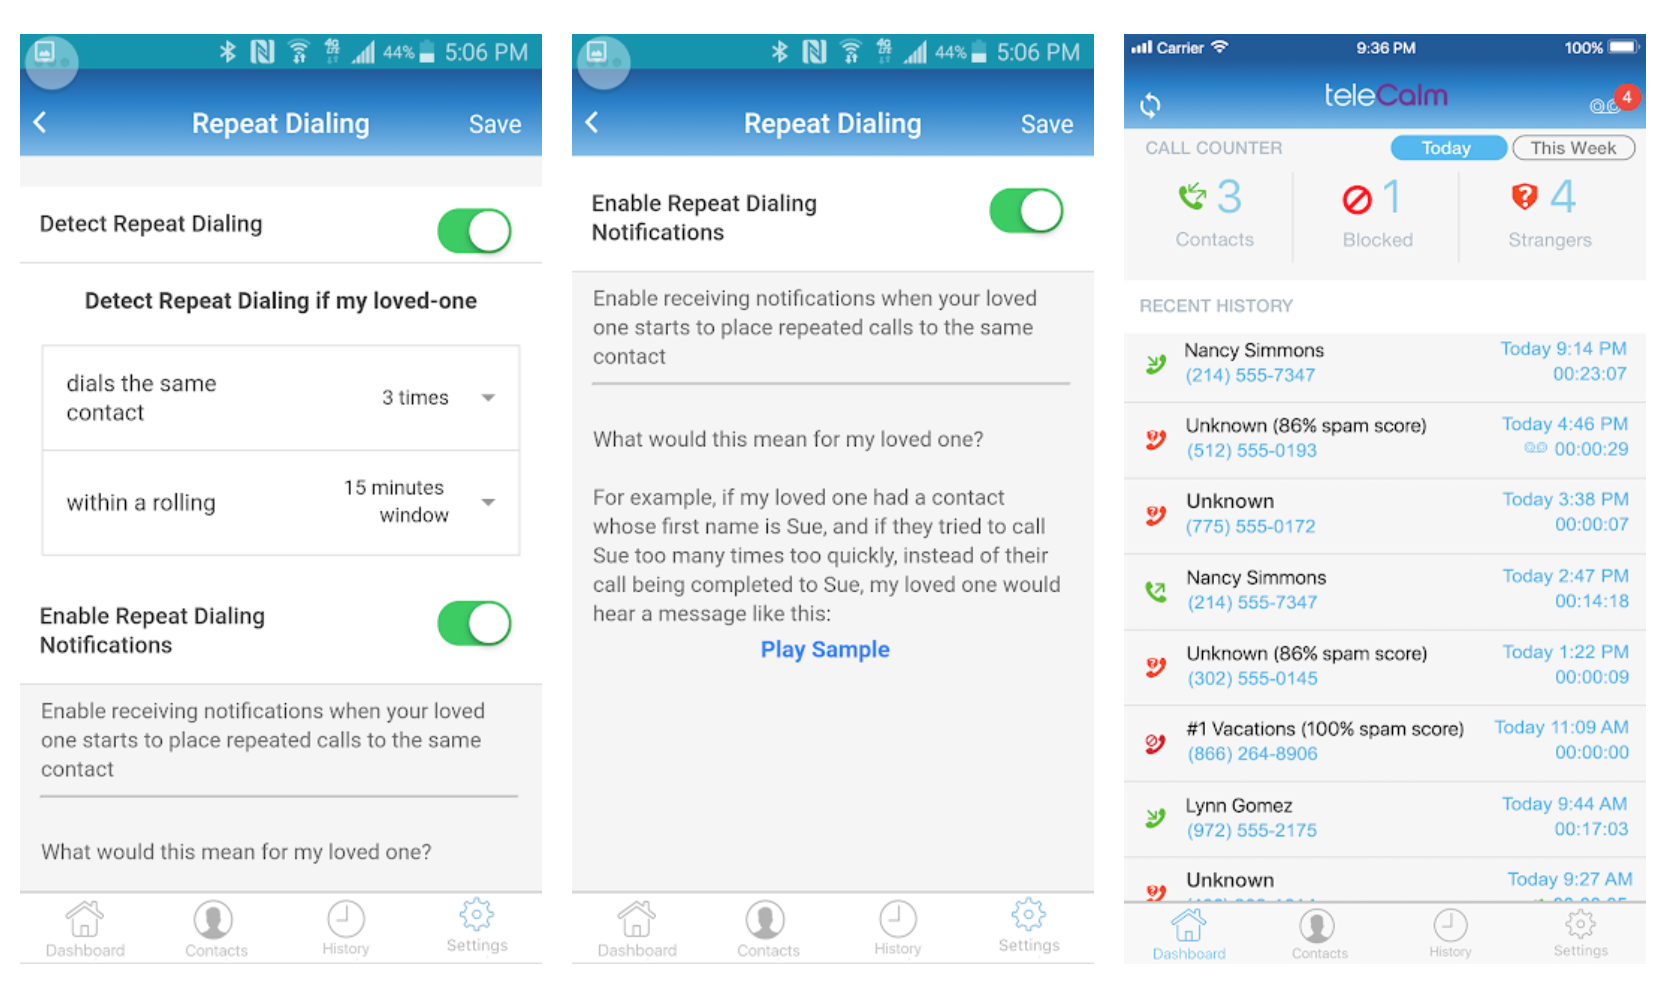 44% 5:06 PM
Repeat Dialing
Save
Detect Repeat Dialing
Detect Repeat Dialing if my loved-one
dials the same
contact
3 times
within a rolling
15 minutes
window
Enable Repeat Dialing
Notifications
Enable receiving notifications when your loved
one starts to place repeated calls to the same
contact
What would this mean for my loved one?
Dashboard
Contacts
History
Settings
44% 5:06 PM
Repeat Dialing
Save
Enable Repeat Dialing
Notifications
Enable receiving notifications when your loved
one starts to place repeated calls to the same
contact
What would this mean for my loved one?
For example, if my loved one had a contact
whose first name is Sue, and if they tried to call
Sue too many times too quickly, instead of their
call being completed to Sue, my loved one would
hear a message like this:
Play Sample
Dashboard
Contacts
History
Settings
Carrier 9:36 PM 100%
teleCalm
4
CALL COUNTER
Today
This Week
3
1
4
Contacts
Blocked
Strangers
RECENT HISTORY
Nancy Simmons Today 9:14 PM
(214) 555-7347 00:23:07
Unknown (86% spam score) Today 4:46 PM
(512) 555-0193 00:00:29
Unknown Today 3:38 PM
(775) 555-0172 00:00:07
Nancy Simmons Today 2:47 PM
(214) 555-7347 00:14:18
Unknown (86% spam score) Today 1:22 PM
(302) 555-0145 00:00:09
#1 Vacations (100% spam score) Today 11:09 AM
(866) 264-8906 00:00:00
Lynn Gomez Today 9:44 AM
(972) 555-2175 00:17:03
Unknown Today 9:27 AM
Dashboard
Contacts
History
Settings